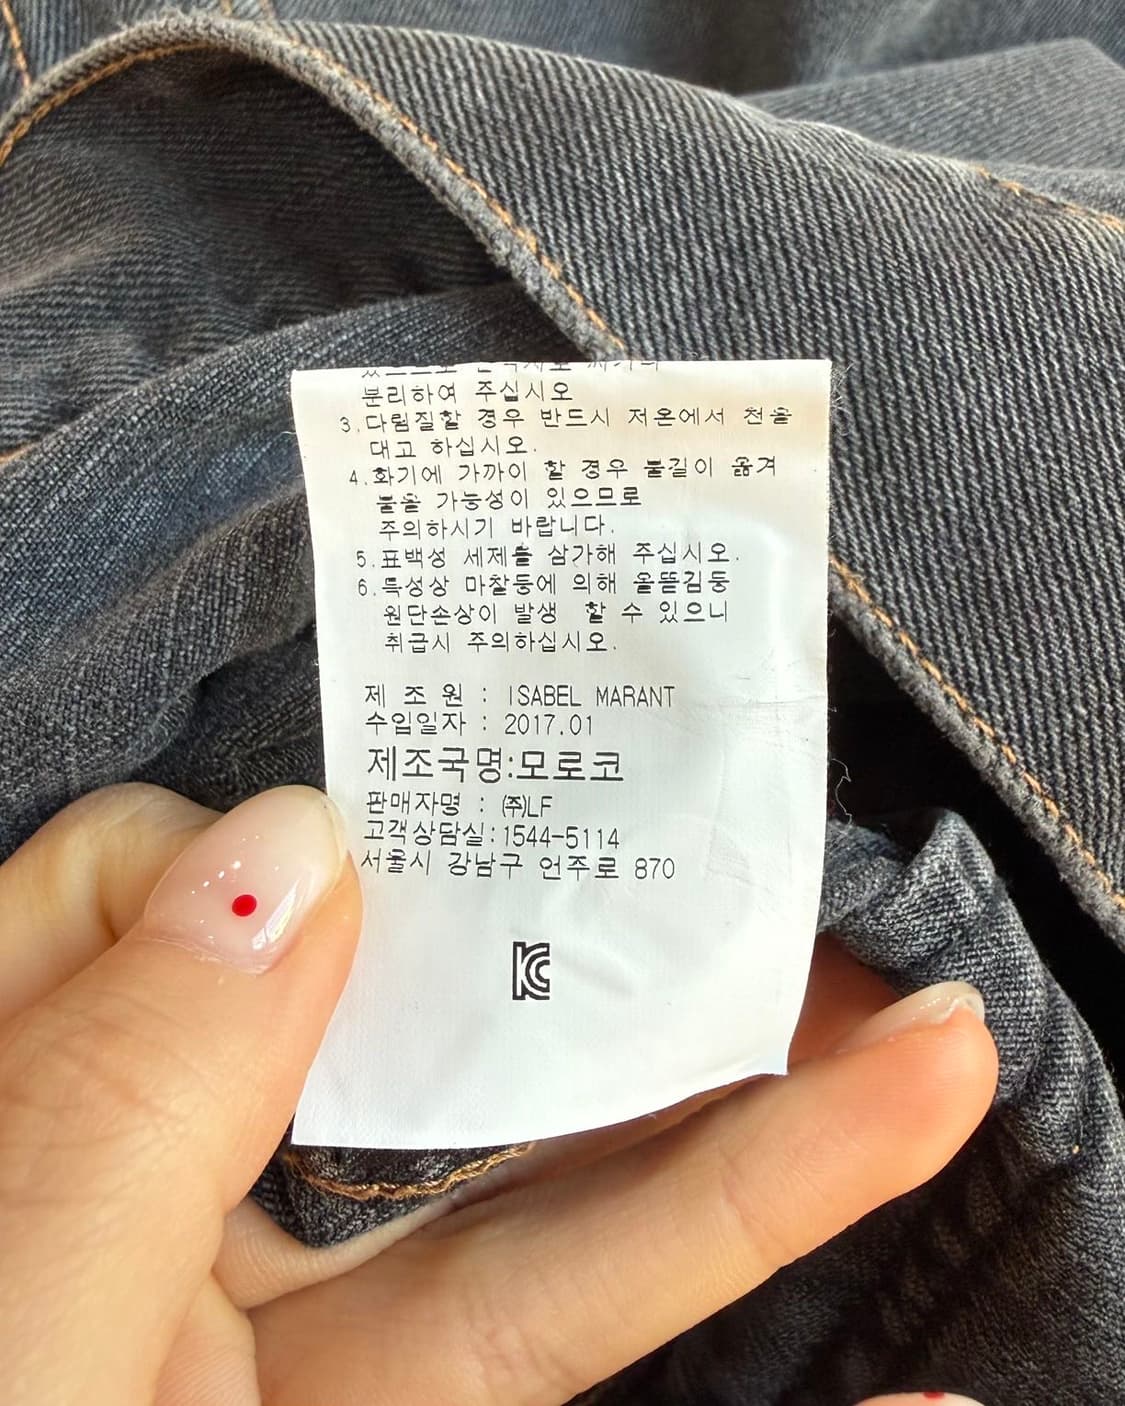 분리하여 주십시오
3.다림질할 경우 반드시 저온에서 천을
대고 하십시오.
4.화기에 가까이 할 경우 불길이 옮겨
붙을 가능성이 있으므로
주의하시기 바랍니다.
5.표백성 세제를 삼가해 주십시오.
6.특성상 마찰등에 의해 올뜯김등
원단손상이 발생 할 수 있으니
취급시 주의하십시오.
제 조 원 : ISABEL MARANT
수입일자 : 2017.01
제조국명:모로코
판매자명 : ㈜LF
고객상담실:1544-5114
서울시 강남구 언주로 870
KC